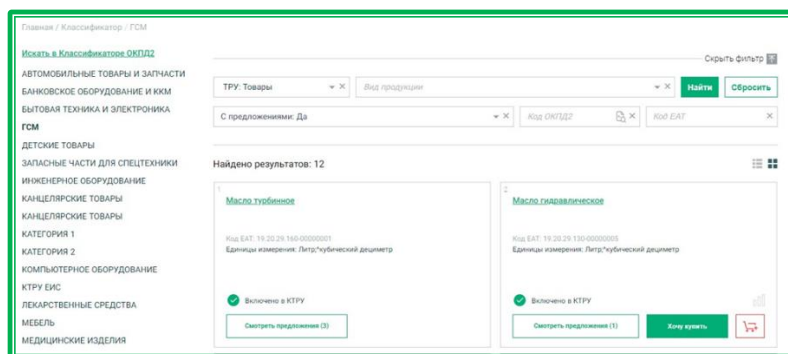 Главная / Классификатор / ГСМ
Искать в Классификаторе ОКПД2
Скрыть фильтр ?
АВТОМОБИЛЬНЫЕ ТОВАРЫ И ЗАПЧАСТИ
БАНКОВСКОЕ ОБОРУДОВАНИЕ И ККМ
БЫТОВАЯ ТЕХНИКА И ЭЛЕКТРОНИКА
ГСМ
ДЕТСКИЕ ТОВАРЫ
ЗАПАСНЫЕ ЧАСТИ ДЛЯ СПЕЦТЕХНИКИ
ИНЖЕНЕРНОЕ ОБОРУДОВАНИЕ
КАНЦЕЛЯРСКИЕ ТОВАРЫ
КАНЦЕЛЯРСКИЕ ТОВАРЫ
КАТЕГОРИЯ 1
КАТЕГОРИЯ 2
КОМПЬЮТЕРНОЕ ОБОРУДОВАНИЕ
КТРУ ЕИС
ЛЕКАРСТВЕННЫЕ СРЕДСТВА
МЕБЕЛЬ
МЕДИЦИНСКИЕ ИЗДЕЛИЯ
ТРУ: Товары Вид продукции Найти Сбросить
С предложениями: Да Код ОКПД2 Код ЕАТ
Найдено результатов: 12
1
Масло турбинное
Код ЕАТ: 19.20.29.160-00000001
Единицы измерения: Литр;^кубический дециметр
Включено в КТРУ
Смотреть предложения (3)
2
Масло гидравлическое
Код ЕАТ: 19.20.29.130-00000005
Единицы измерения: Литр;^кубический дециметр
Включено в КТРУ
Смотреть предложения (1) Хочу купить